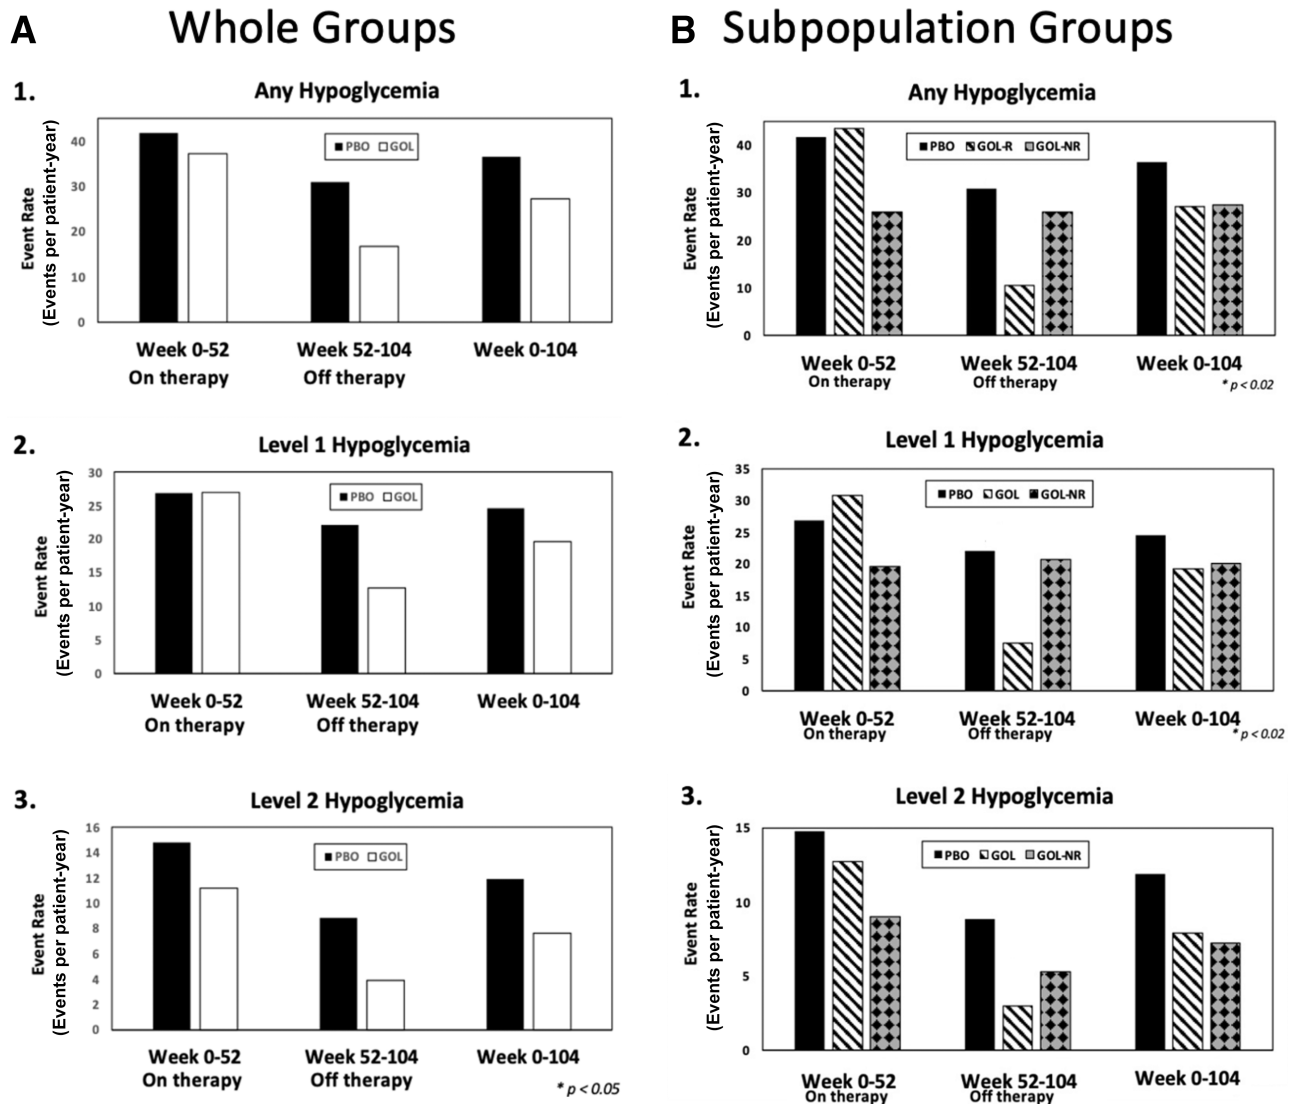 A Whole Groups
1. Any Hypoglycemia
Event Rate
(Events per patient-year)
40
30
20
10
0
PBO GOL
Week 0-52 Week 52-104 Week 0-104
On therapy Off therapy
2. Level 1 Hypoglycemia
Event Rate
(Events per patient-year)
30
25
20
15
10
5
0
PBO GOL
Week 0-52 Week 52-104 Week 0-104
On therapy Off therapy
3. Level 2 Hypoglycemia
Event Rate
(Events per patient-year)
16
14
12
10
8
6
4
2
0
PBO GOL
Week 0-52 Week 52-104 Week 0-104
On therapy Off therapy
* p < 0.05
B Subpopulation Groups
1. Any Hypoglycemia
Event Rate
(Events per patient-year)
40
30
20
10
0
PBO GOL-R GOL-NR
Week 0-52 Week 52-104 Week 0-104
On therapy Off therapy
* p < 0.02
2. Level 1 Hypoglycemia
Event Rate
(Events per patient-year)
35
30
25
20
15
10
5
0
PBO GOL GOL-NR
Week 0-52 Week 52-104 Week 0-104
On therapy Off therapy
* p < 0.02
3. Level 2 Hypoglycemia
Event Rate
(Events per patient-year)
15
10
5
0
PBO GOL GOL-NR
Week 0-52 Week 52-104 Week 0-104
On therapy Off therapy